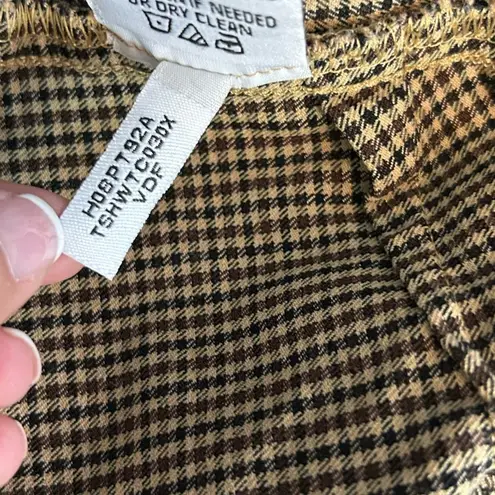 IF NEEDED
OR DRY CLEAN
H08PT92A
TSHWTC030X
VDF